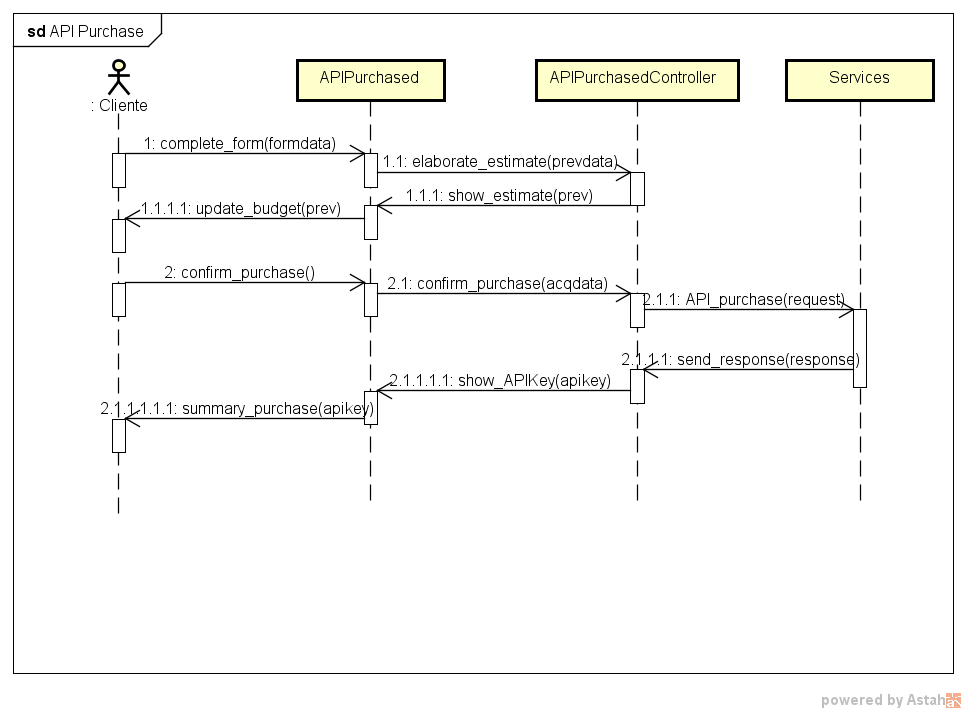 sd API Purchase
: Cliente
APIPurchased
APIPurchasedController
Services
1: complete_form(formdata)
1.1: elaborate_estimate(prevdata)
1.1.1: show_estimate(prev)
1.1.1.1: update_budget(prev)
2: confirm_purchase()
2.1: confirm_purchase(acqdata)
2.1.1: API_purchase(request)
2.1.1.1: send_response(response)
2.1.1.1.1: show_APIKey(apikey)
2.1.1.1.1.1: summary_purchase(apikey)
powered by Astah